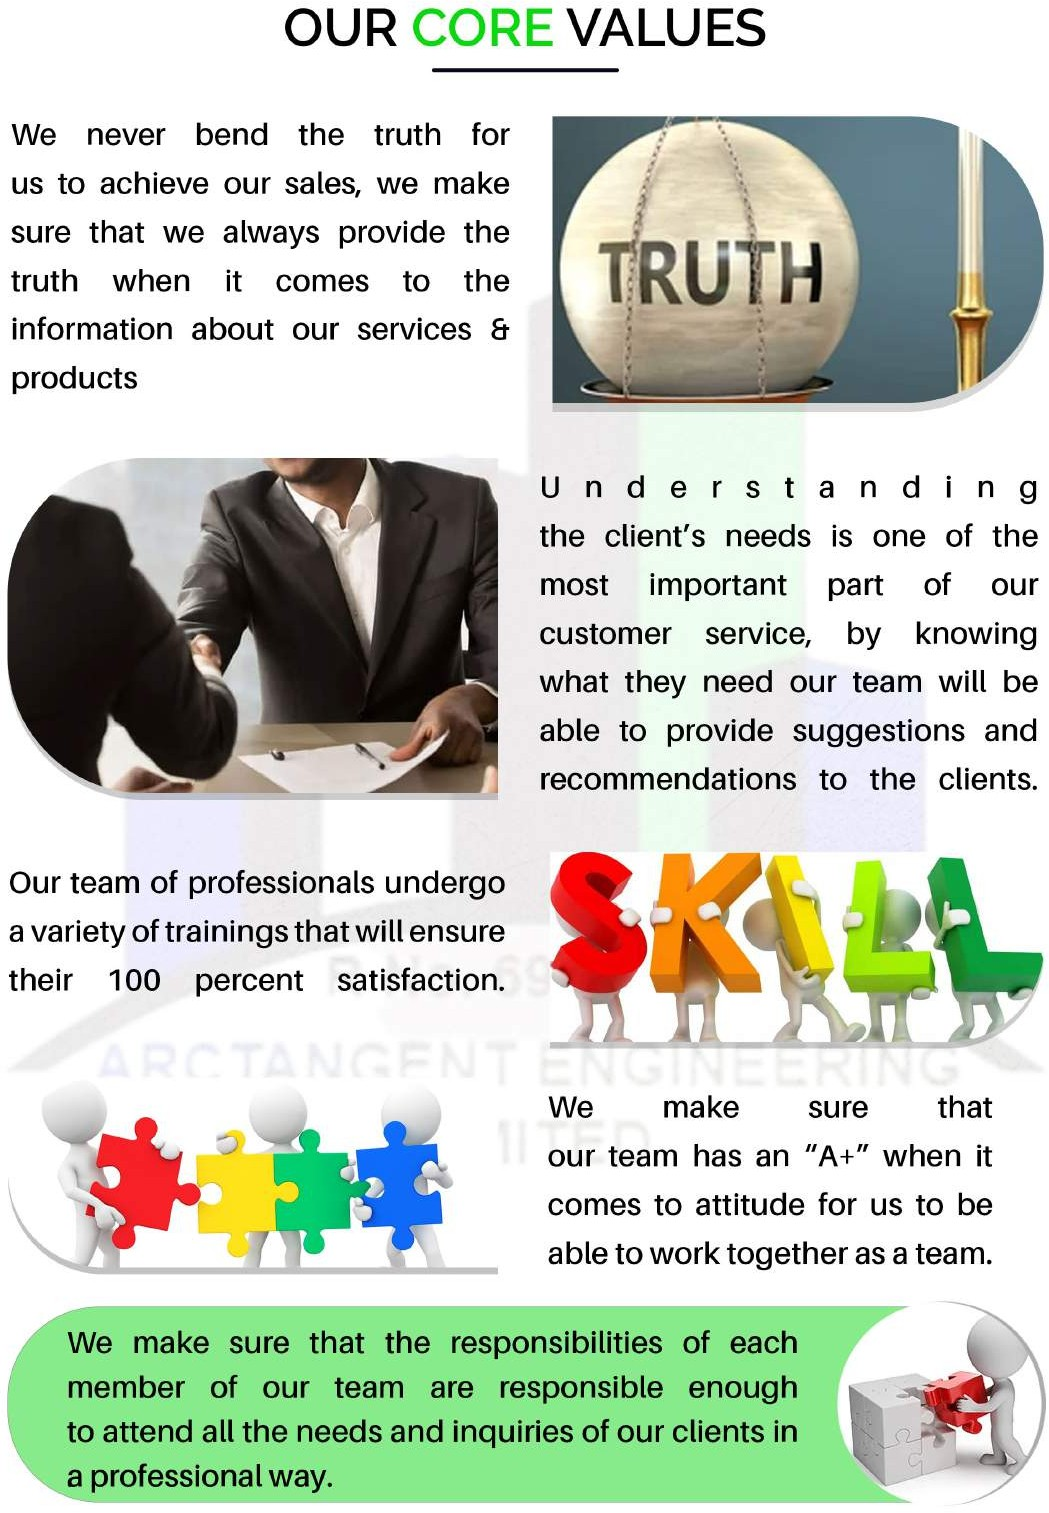 OUR CORE VALUES
We never bend the truth for
us to achieve our sales, we make
sure that we always provide the
truth when it comes to the
information about our services &
products
TRUTH
Understanding
the client's needs is one of the
most important part of our
customer service, by knowing
what they need our team will be
able to provide suggestions and
recommendations to the clients.
Our team of professionals undergo
a variety of trainings that will ensure
their 100 percent satisfaction.
SKILL
R No. 69
ARCTANGENT ENGINEERING
We make sure that
our team has an “A+” when it
comes to attitude for us to be
able to work together as a team.
We make sure that the responsibilities of each
member of our team are responsible enough
to attend all the needs and inquiries of our clients in
a professional way.